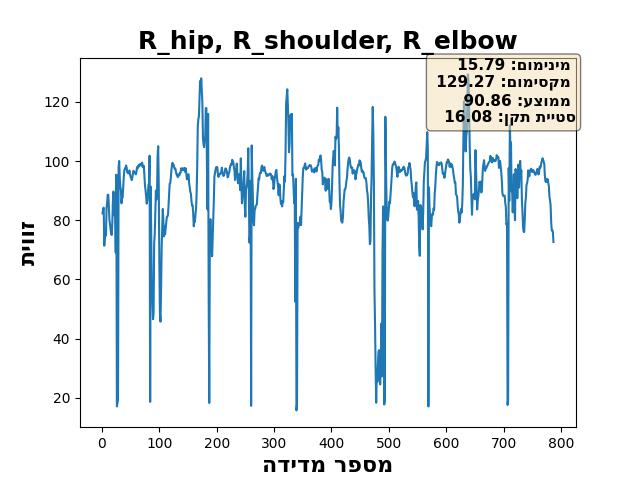 R_hip, R_shoulder, R_elbow
מינימום: 15.79
מקסימום: 129.27
ממוצע: 90.86
סטיית תקן: 16.08
זווית
120
100
80
60
40
20
0 100 200 300 400 500 600 700 800
מספר מדידה